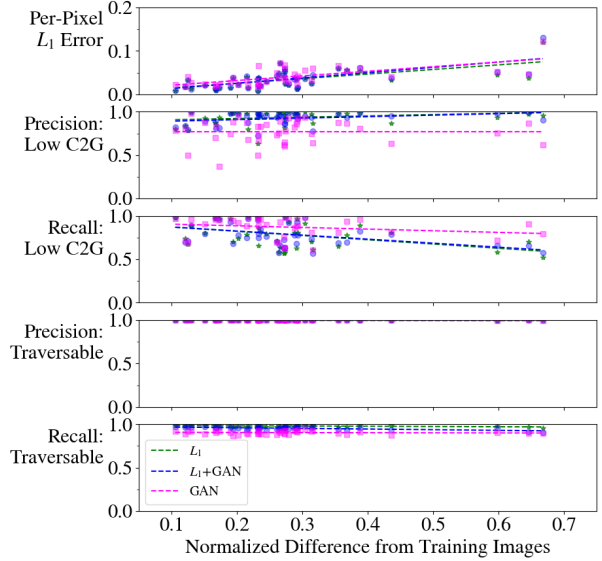 Per-Pixel
L₁ Error
0.2
0.1
0.0
Precision:
Low C2G
1.0
0.5
0.0
Recall:
Low C2G
1.0
0.5
0.0
Precision:
Traversable
1.0
0.5
0.0
Recall:
Traversable
1.0
0.5
0.0
L₁
L₁+GAN
GAN
0.1 0.2 0.3 0.4 0.5 0.6 0.7
Normalized Difference from Training Images